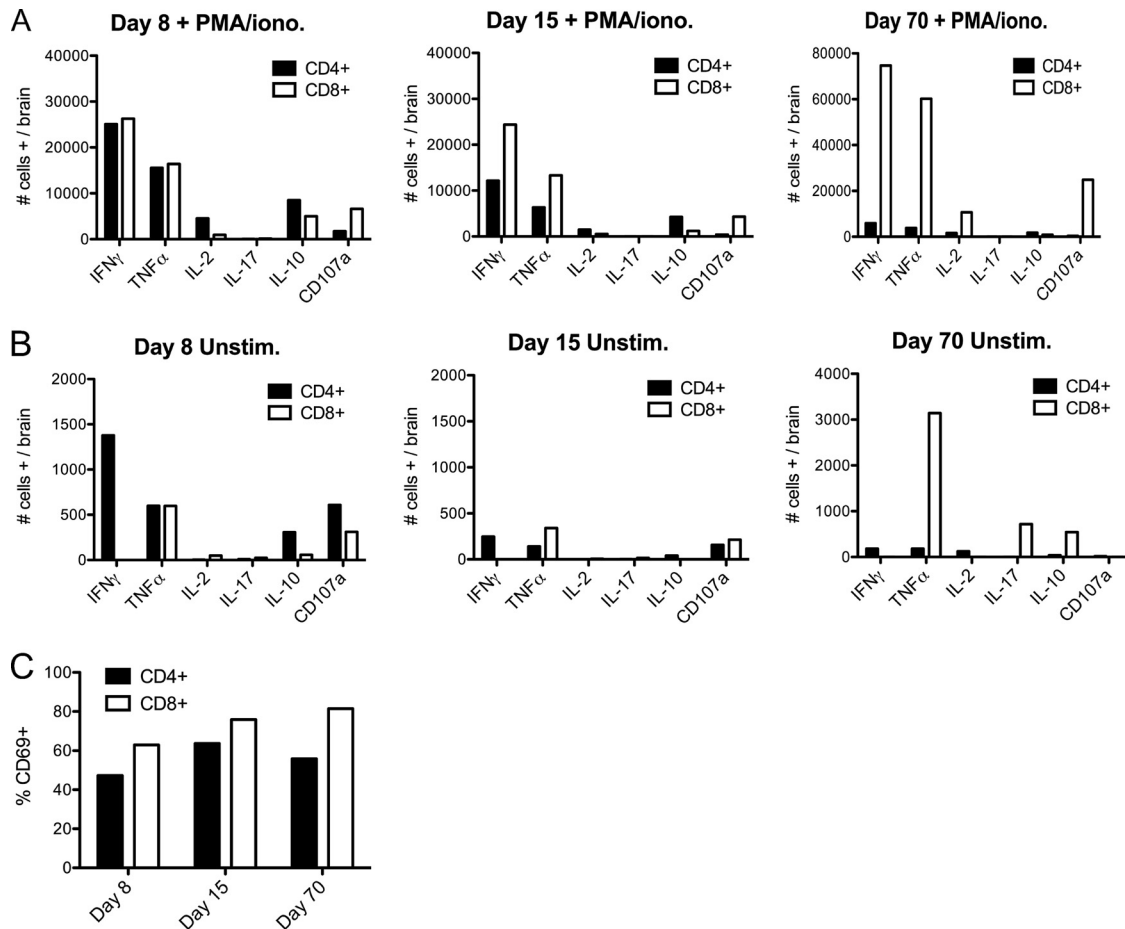 A
Day 8 + PMA/iono.
# cells + / brain
40000
30000
20000
10000
0
CD4+
CD8+
IFNγ
TNFα
IL-2
IL-17
IL-10
CD107a
Day 15 + PMA/iono.
# cells + / brain
40000
30000
20000
10000
0
CD4+
CD8+
IFNγ
TNFα
IL-2
IL-17
IL-10
CD107a
Day 70 + PMA/iono.
# cells + / brain
80000
60000
40000
20000
0
CD4+
CD8+
IFNγ
TNFα
IL-2
IL-17
IL-10
CD107a
B
Day 8 Unstim.
# cells + / brain
2000
1500
1000
500
0
CD4+
CD8+
IFNγ
TNFα
IL-2
IL-17
IL-10
CD107a
Day 15 Unstim.
# cells + / brain
2000
1500
1000
500
0
CD4+
CD8+
IFNγ
TNFα
IL-2
IL-17
IL-10
CD107a
Day 70 Unstim.
# cells + / brain
4000
3000
2000
1000
0
CD4+
CD8+
IFNγ
TNFα
IL-2
IL-17
IL-10
CD107a
C
% CD69+
100
80
60
40
20
0
CD4+
CD8+
Day 8
Day 15
Day 70